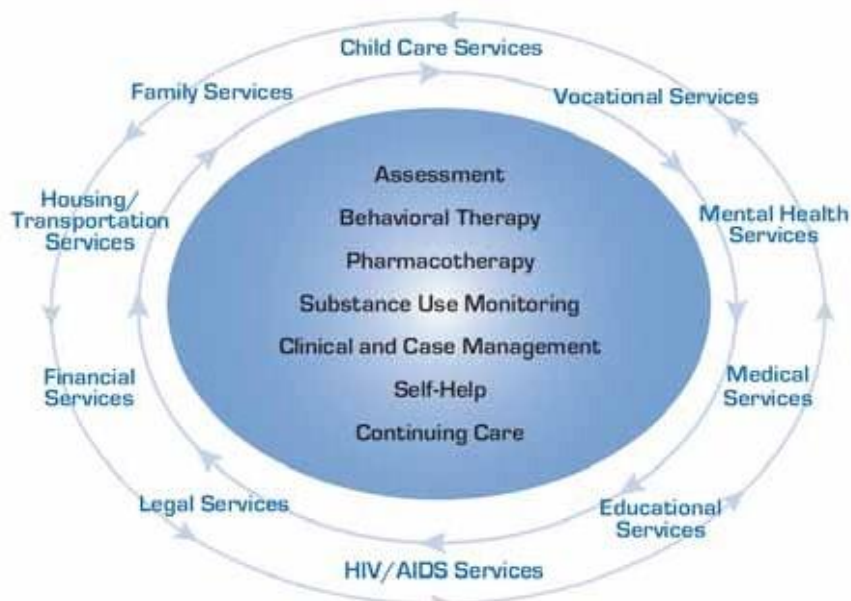 Child Care Services
Family Services
Vocational Services
Housing/
Transportation
Services
Mental Health
Services
Assessment
Behavioral Therapy
Pharmacotherapy
Substance Use Monitoring
Clinical and Case Management
Self-Help
Continuing Care
Financial
Services
Medical
Services
Legal Services
Educational
Services
HIV/AIDS Services